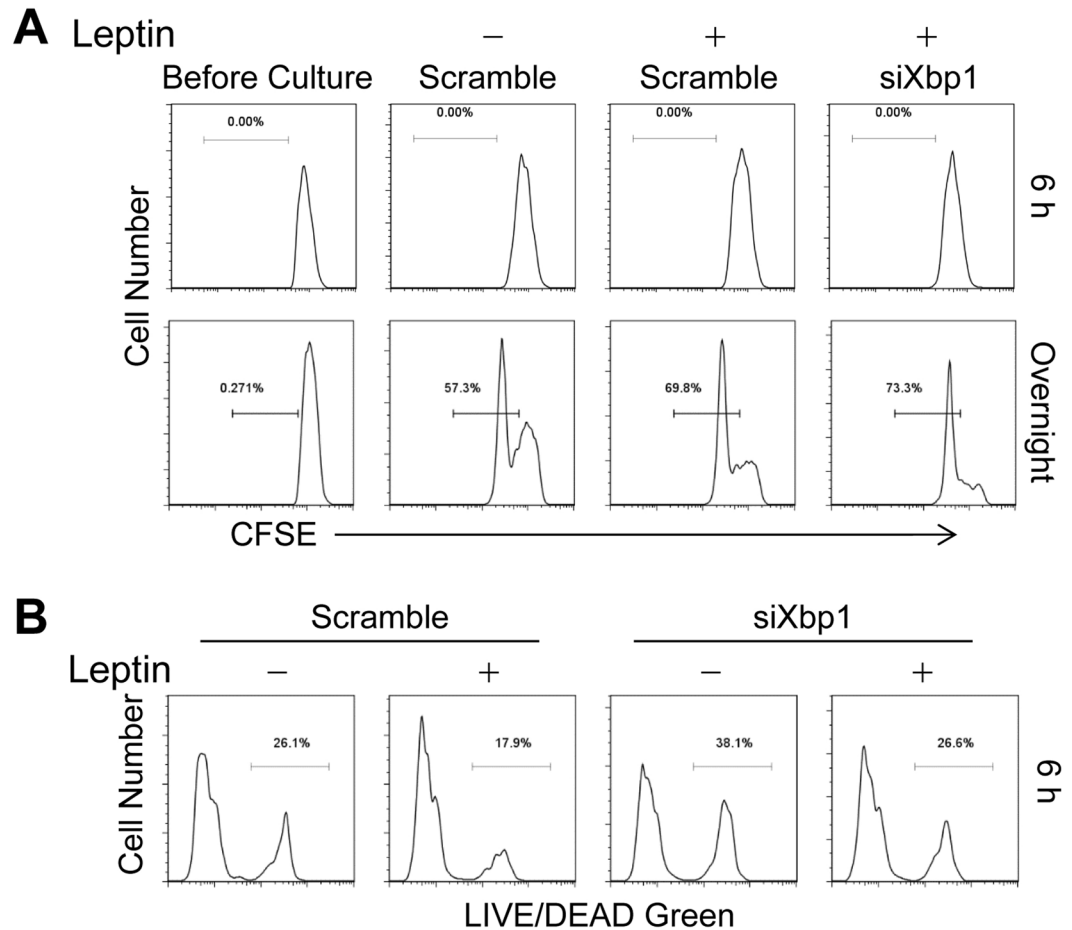 A
Leptin − + +
Before Culture Scramble Scramble siXbp1
0.00% 0.00% 0.00% 0.00%
6 h
Cell Number
0.271% 57.3% 69.8% 73.3%
Overnight
CFSE
B
Scramble siXbp1
Leptin − + − +
Cell Number
26.1% 17.9% 38.1% 26.6%
6 h
LIVE/DEAD Green